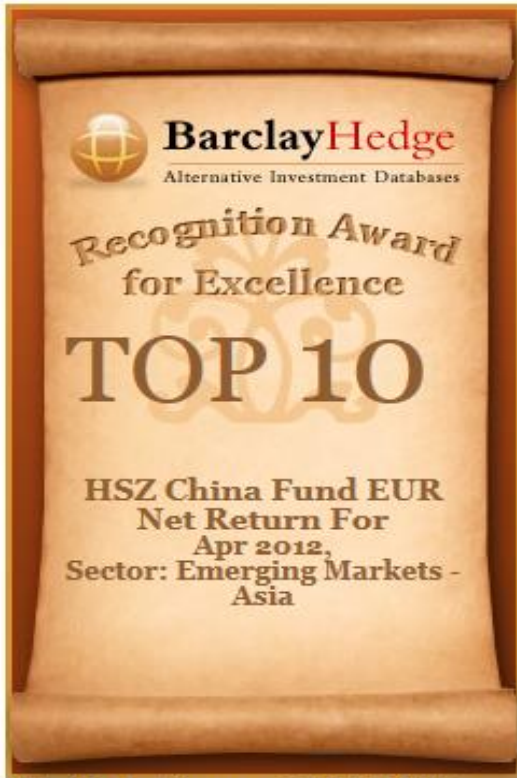 BarclayHedge
Alternative Investment Databases
Recognition Award
for Excellence
TOP 10
HSZ China Fund EUR
Net Return For
Apr 2012,
Sector: Emerging Markets -
Asia